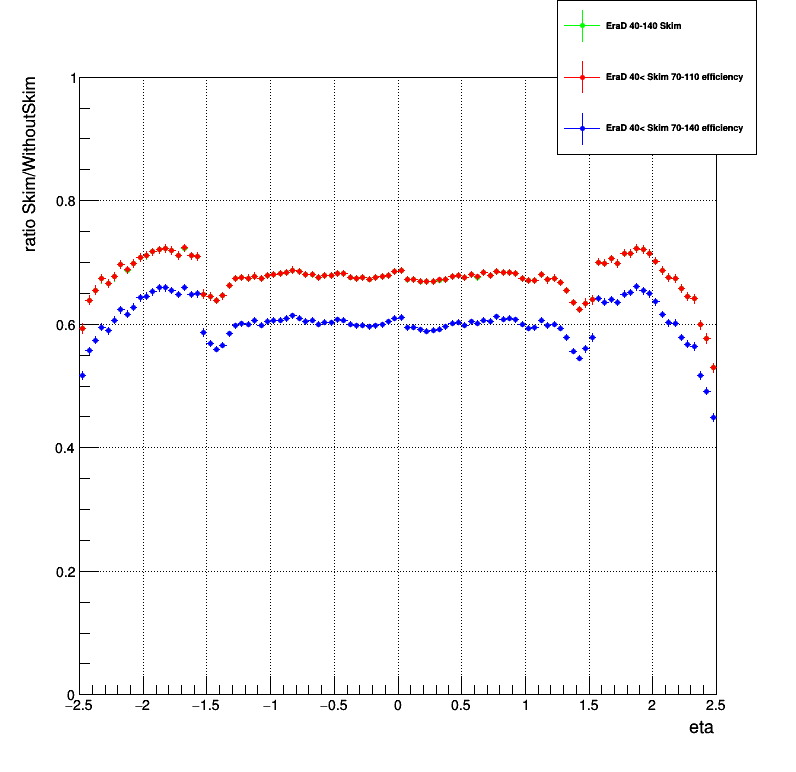 EraD 40-140 Skim
EraD 40< Skim 70-110 efficiency
EraD 40< Skim 70-140 efficiency
ratio Skim/WithoutSkim
1
0.8
0.6
0.4
0.2
0
−2.5 −2 −1.5 −1 −0.5 0 0.5 1 1.5 2 2.5
eta